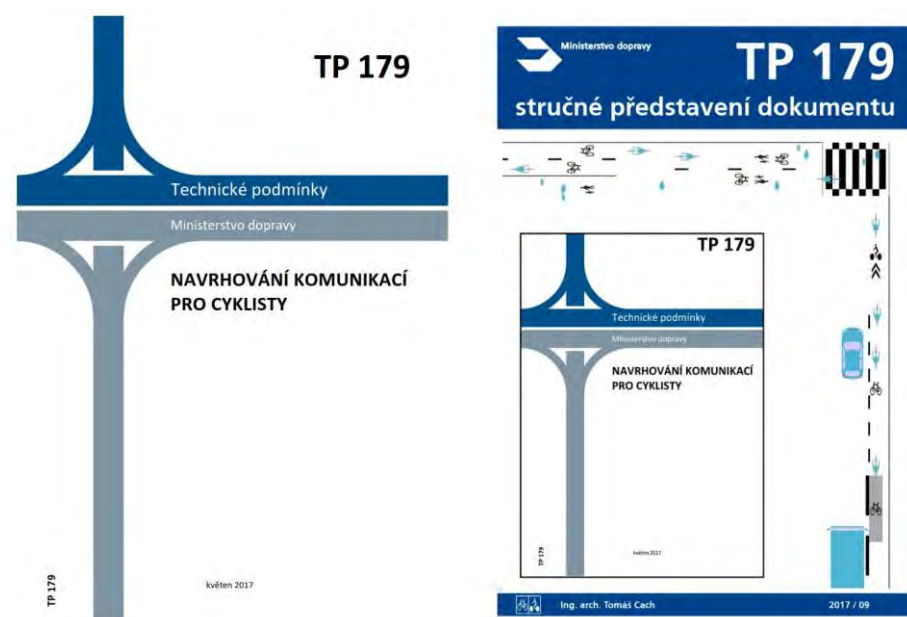 TP 179
Technické podmínky
Ministerstvo dopravy
NAVRHOVÁNÍ KOMUNIKACÍ
PRO CYKLISTY
TP 179
květen 2017
Ministerstvo dopravy
TP 179
stručné představení dokumentu
TP 179
Technické podmínky
Ministerstvo dopravy
NAVRHOVÁNÍ KOMUNIKACÍ
PRO CYKLISTY
TP 179
květen 2017
Ing. arch. Tomáš Cach
2017 / 09